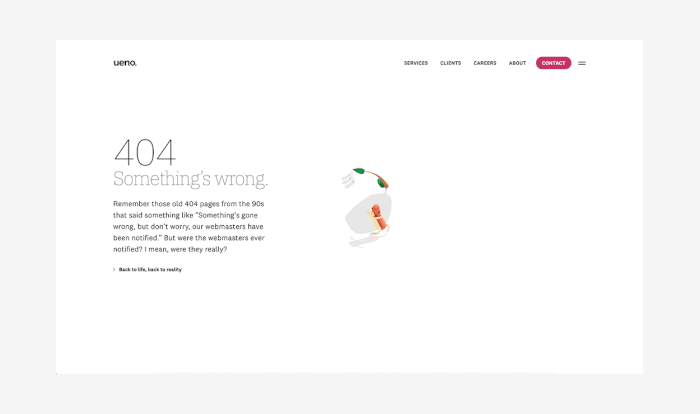 ueno.
SERVICES CLIENTS CAREERS ABOUT CONTACT
404
Something's wrong.
Remember those old 404 pages from the 90s
that said something like "Something's gone
wrong, but don't worry, our webmasters have
been notified." But were the webmasters ever
notified? I mean, were they really?
Back to life, back to reality